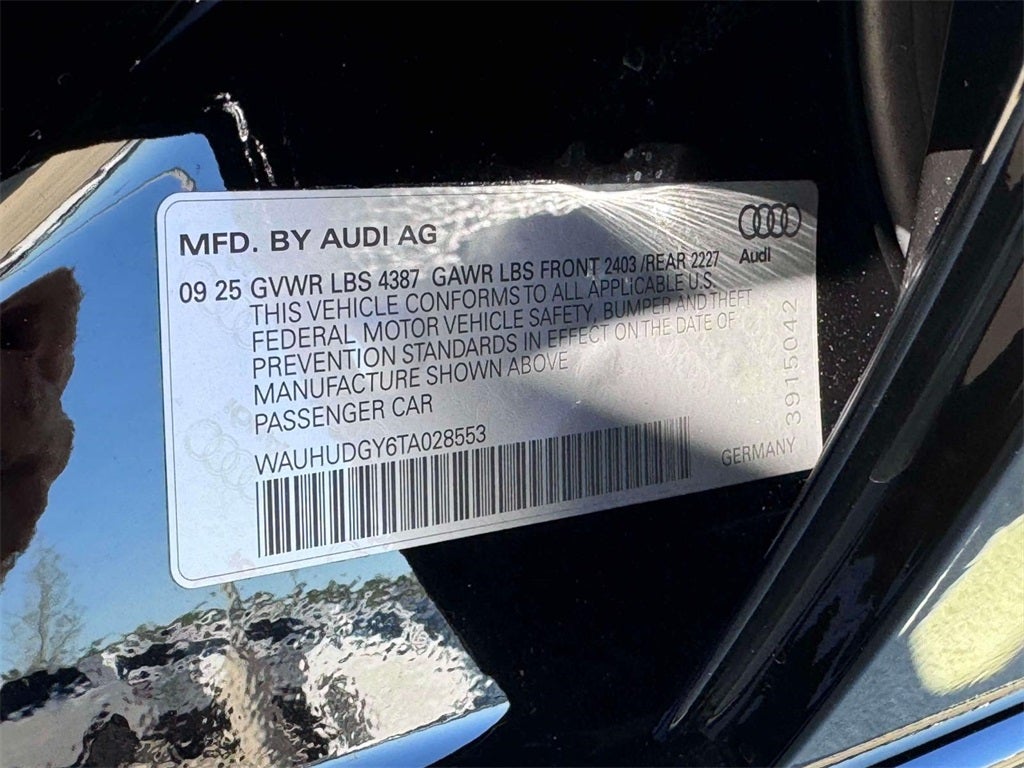 MFD. BY AUDI AG
Audi
09 25 GVWR LBS 4387 GAWR LBS FRONT 2403 /REAR 2227
THIS VEHICLE CONFORMS TO ALL APPLICABLE U.S.
FEDERAL MOTOR VEHICLE SAFETY, BUMPER AND THEFT
PREVENTION STANDARDS IN EFFECT ON THE DATE OF
MANUFACTURE SHOWN ABOVE
PASSENGER CAR
WAUHUDGY6TA028553
GERMANY
3915042